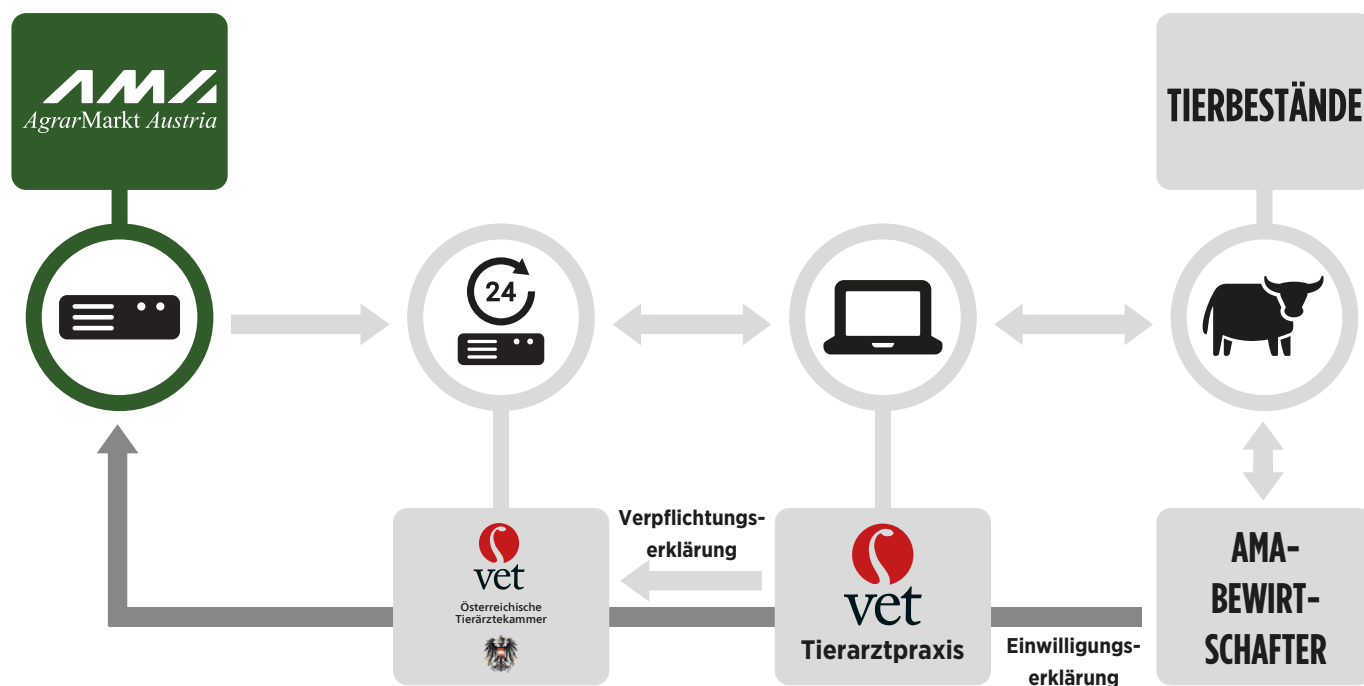 AMA
AgrarMarkt Austria
TIERBESTÄNDE
24
Verpflichtungs-
erklärung
vet
Österreichische
Tierärztekammer
vet
Tierarztpraxis
Einwilligungs-
erklärung
AMA-
BEWIRT-
SCHAFTER